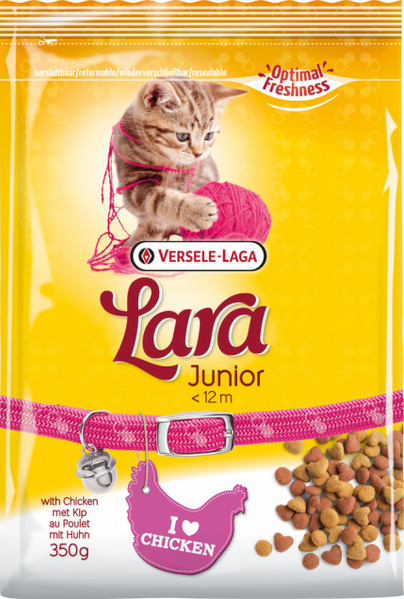 hersluitbaar/refermable/wiederverschließbar/resealable
Optimal
Freshness
VERSELE-LAGA
Lara
Junior
< 12 m
with Chicken
met Kip
au Poulet
mit Huhn
350g
I ♥
CHICKEN